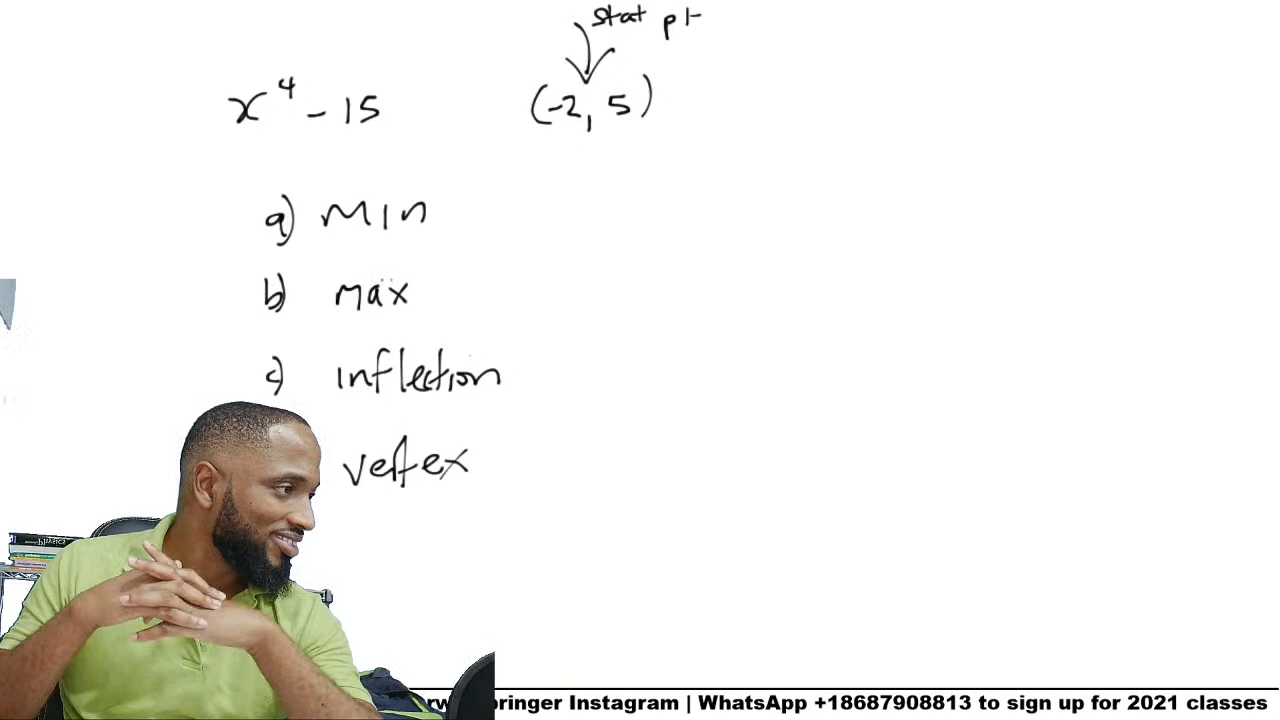 stat pt
x⁴ - 15 (-2, 5)
a) Min
b) max
c) inflection
vertex
Physics
ringer Instagram | WhatsApp +18687908813 to sign up for 2021 classes